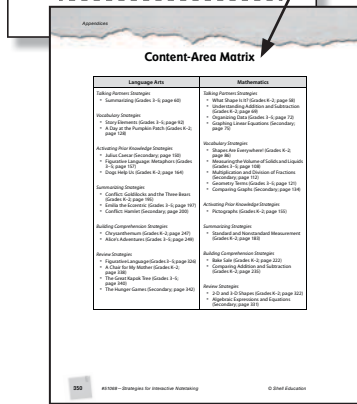 Appendices
Content-Area Matrix
Language Arts
Talking Partners Strategies
• Summarizing (Grades 3–5; page 60)
Vocabulary Strategies
• Story Elements (Grades 3–5; page 92)
• A Day at the Pumpkin Patch (Grades K–2; page 128)
Activating Prior Knowledge Strategies
• Julius Caesar (Secondary; page 150)
• Figurative Language: Metaphors (Grades 3–5; page 157)
• Dogs Help Us (Grades K–2; page 164)
Summarizing Strategies
• Conflict: Goldilocks and the Three Bears (Grades K–2; page 195)
• Emilia the Eccentric (Grades 3–5; page 197)
• Conflict: Hamlet (Secondary; page 200)
Building Comprehension Strategies
• Chrysanthemum (Grades K–2; page 247)
• Alice's Adventures (Grades 3–5; page 249)
Review Strategies
• Figurative Language (Grades 3–5; page 326)
• A Chair for My Mother (Grades K–2; page 338)
• The Great Kapok Tree (Grades 3–5; page 340)
• The Hunger Games (Secondary; page 342)
Mathematics
Talking Partners Strategies
• What Shape Is It? (Grades K–2; page 58)
• Understanding Addition and Subtraction (Grades K–2; page 69)
• Organizing Data (Grades 3–5; page 72)
• Graphing Linear Equations (Secondary; page 75)
Vocabulary Strategies
• Shapes Are Everywhere! (Grades K–2; page 86)
• Measuring the Volume of Solids and Liquids (Grades 3–5; page 108)
• Multiplication and Division of Fractions (Secondary; page 112)
• Geometry Terms (Grades 3–5; page 121)
• Comparing Graphs (Secondary; page 134)
Activating Prior Knowledge Strategies
• Pictographs (Grades K–2; page 155)
Summarizing Strategies
• Standard and Nonstandard Measurement (Grades K–2; page 183)
Building Comprehension Strategies
• Bake Sale (Grades K–2; page 222)
• Comparing Addition and Subtraction (Grades K–2; page 235)
Review Strategies
• 2-D and 3-D Shapes (Grades K–2; page 322)
• Algebraic Expressions and Equations (Secondary; page 331)
350
#51069—Strategies for Interactive Notetaking
© Shell Education